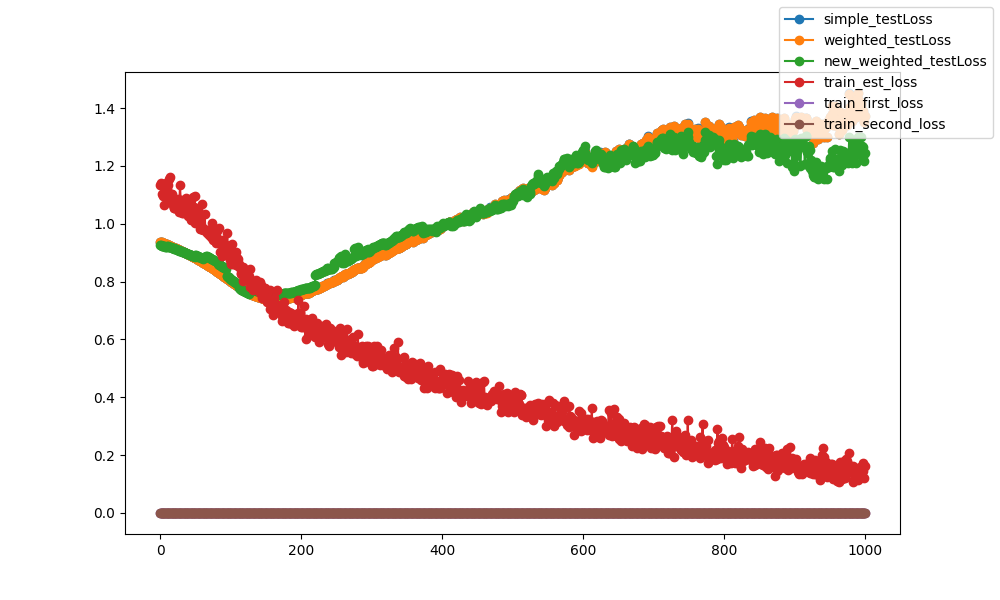 simple_testLoss
weighted_testLoss
new_weighted_testLoss
train_est_loss
train_first_loss
train_second_loss
1.4
1.2
1.0
0.8
0.6
0.4
0.2
0.0
0 200 400 600 800 1000